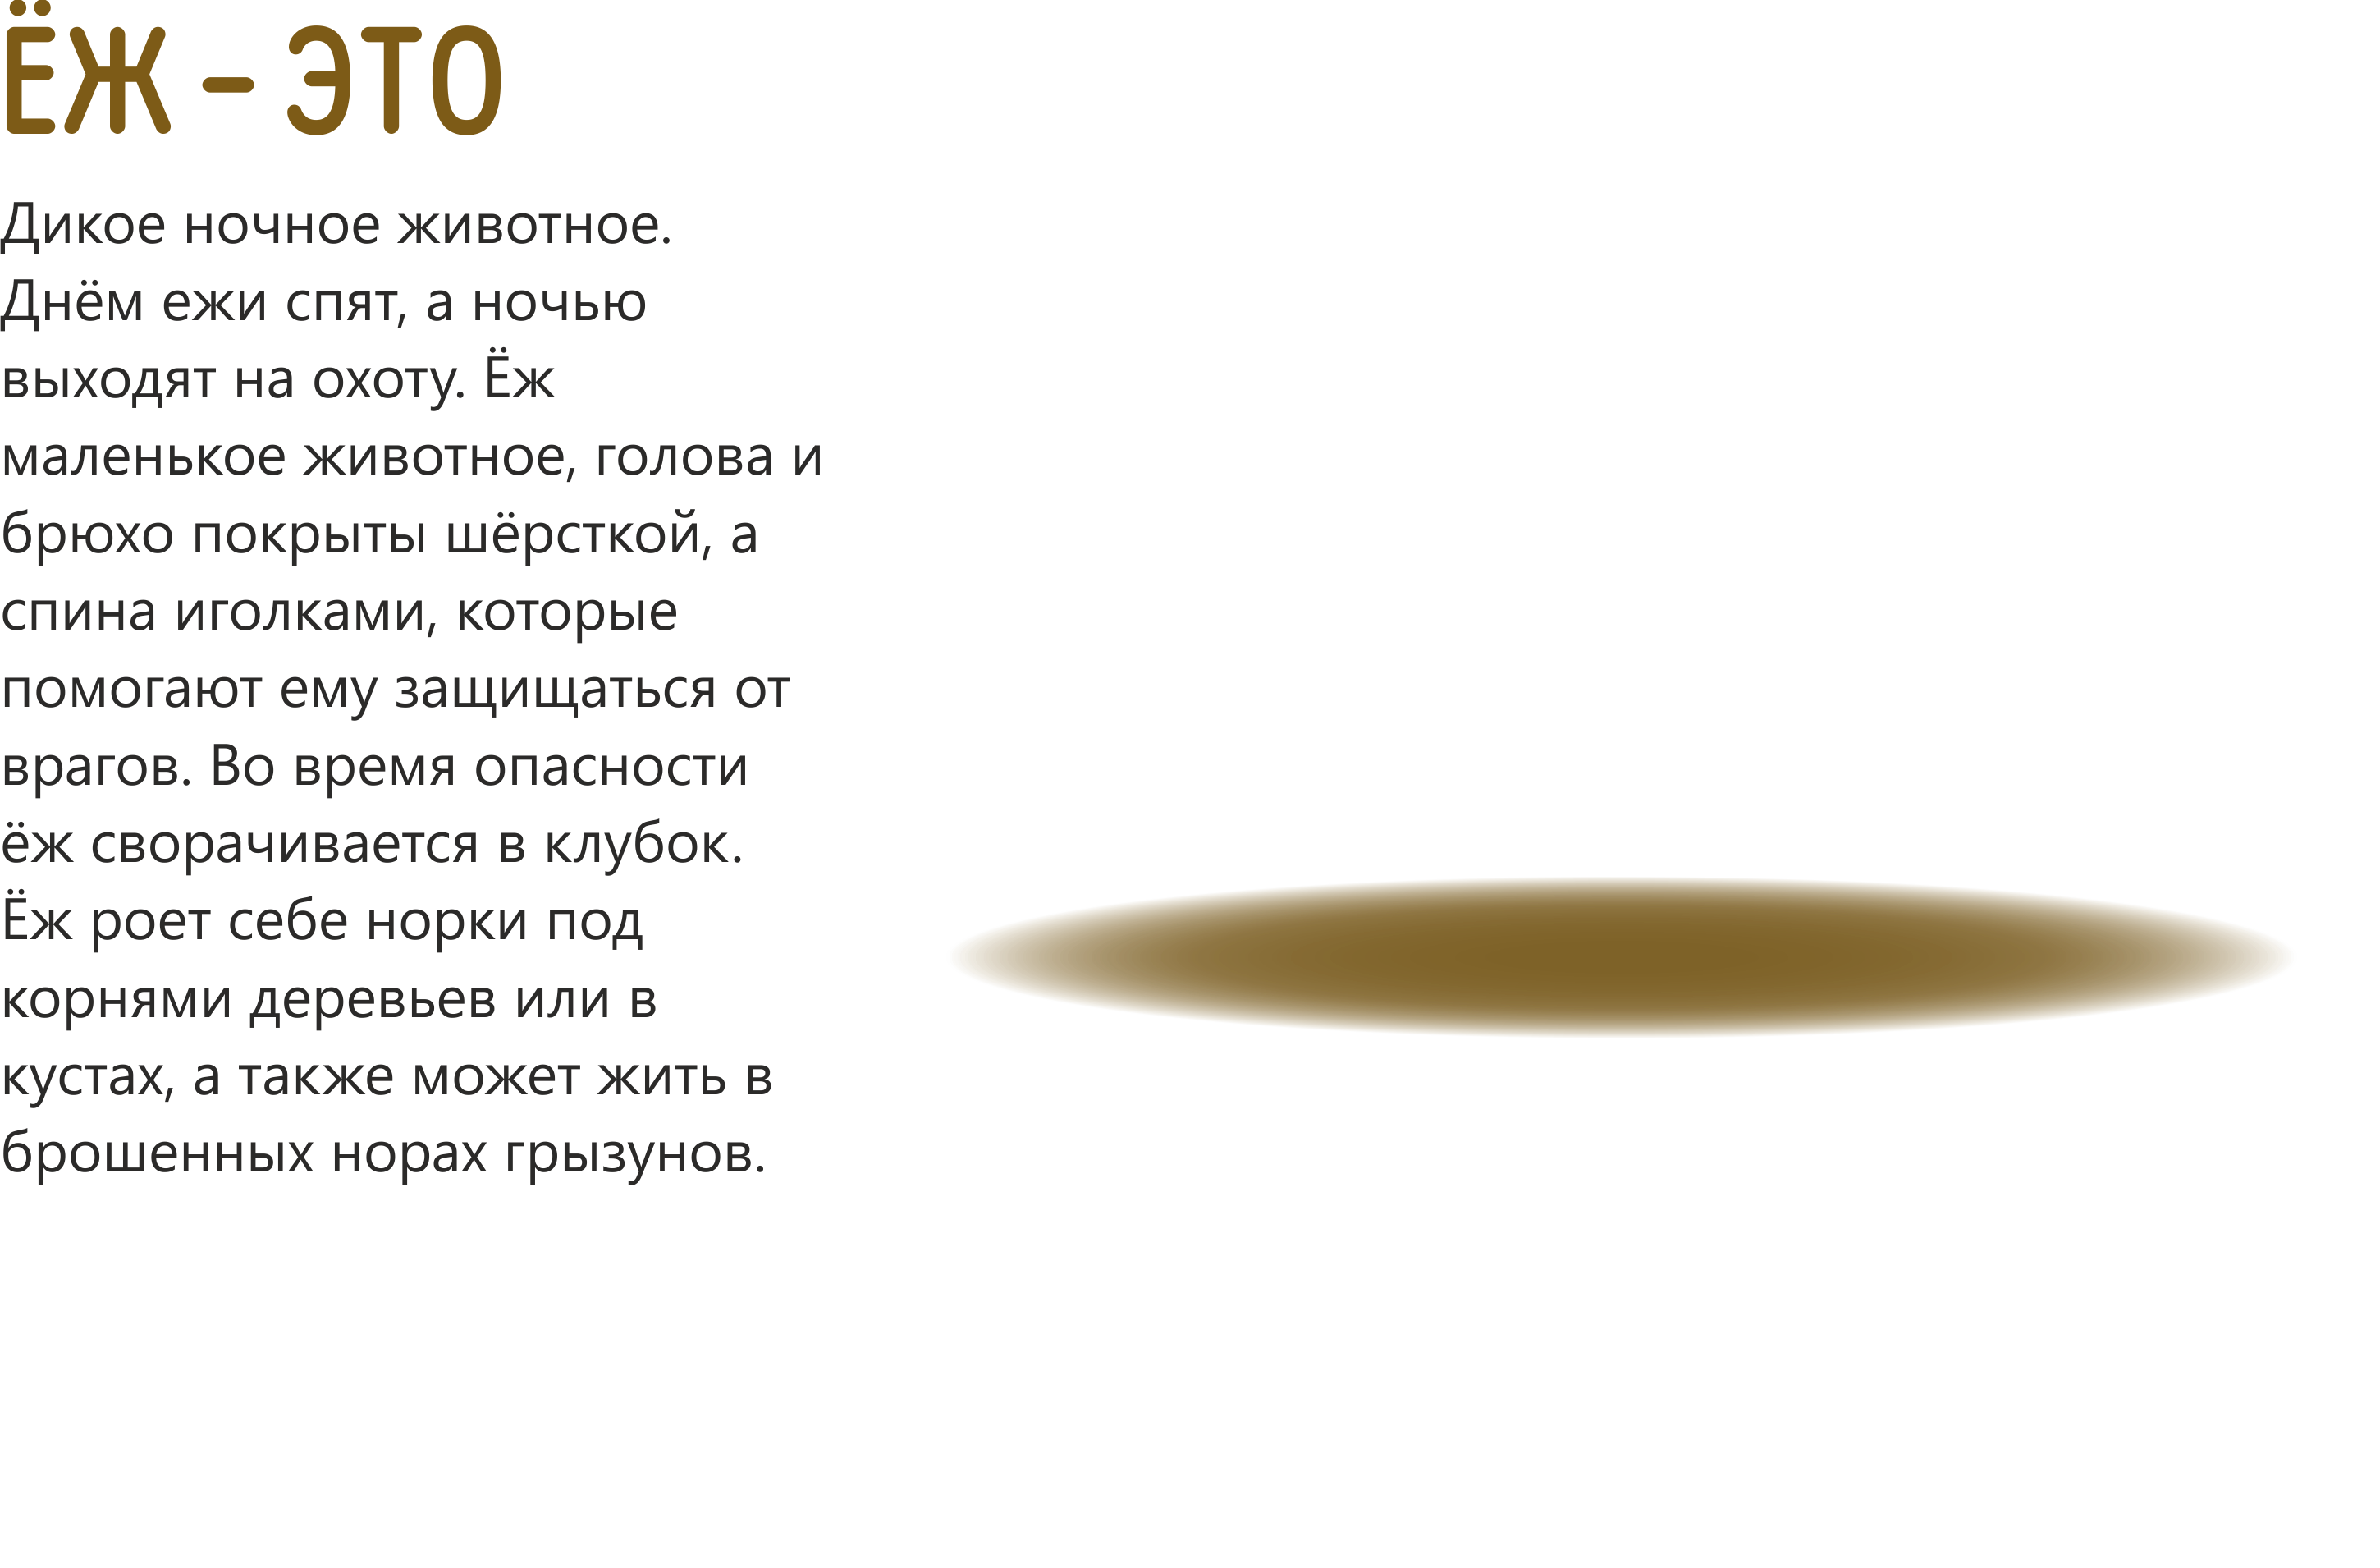 ЁЖ – ЭТО
Дикое ночное животное.
Днём ежи спят, а ночью
выходят на охоту. Ёж
маленькое животное, голова и
брюхо покрыты шёрсткой, а
спина иголками, которые
помогают ему защищаться от
врагов. Во время опасности
ёж сворачивается в клубок.
Ёж роет себе норки под
корнями деревьев или в
кустах, а также может жить в
брошенных норах грызунов.